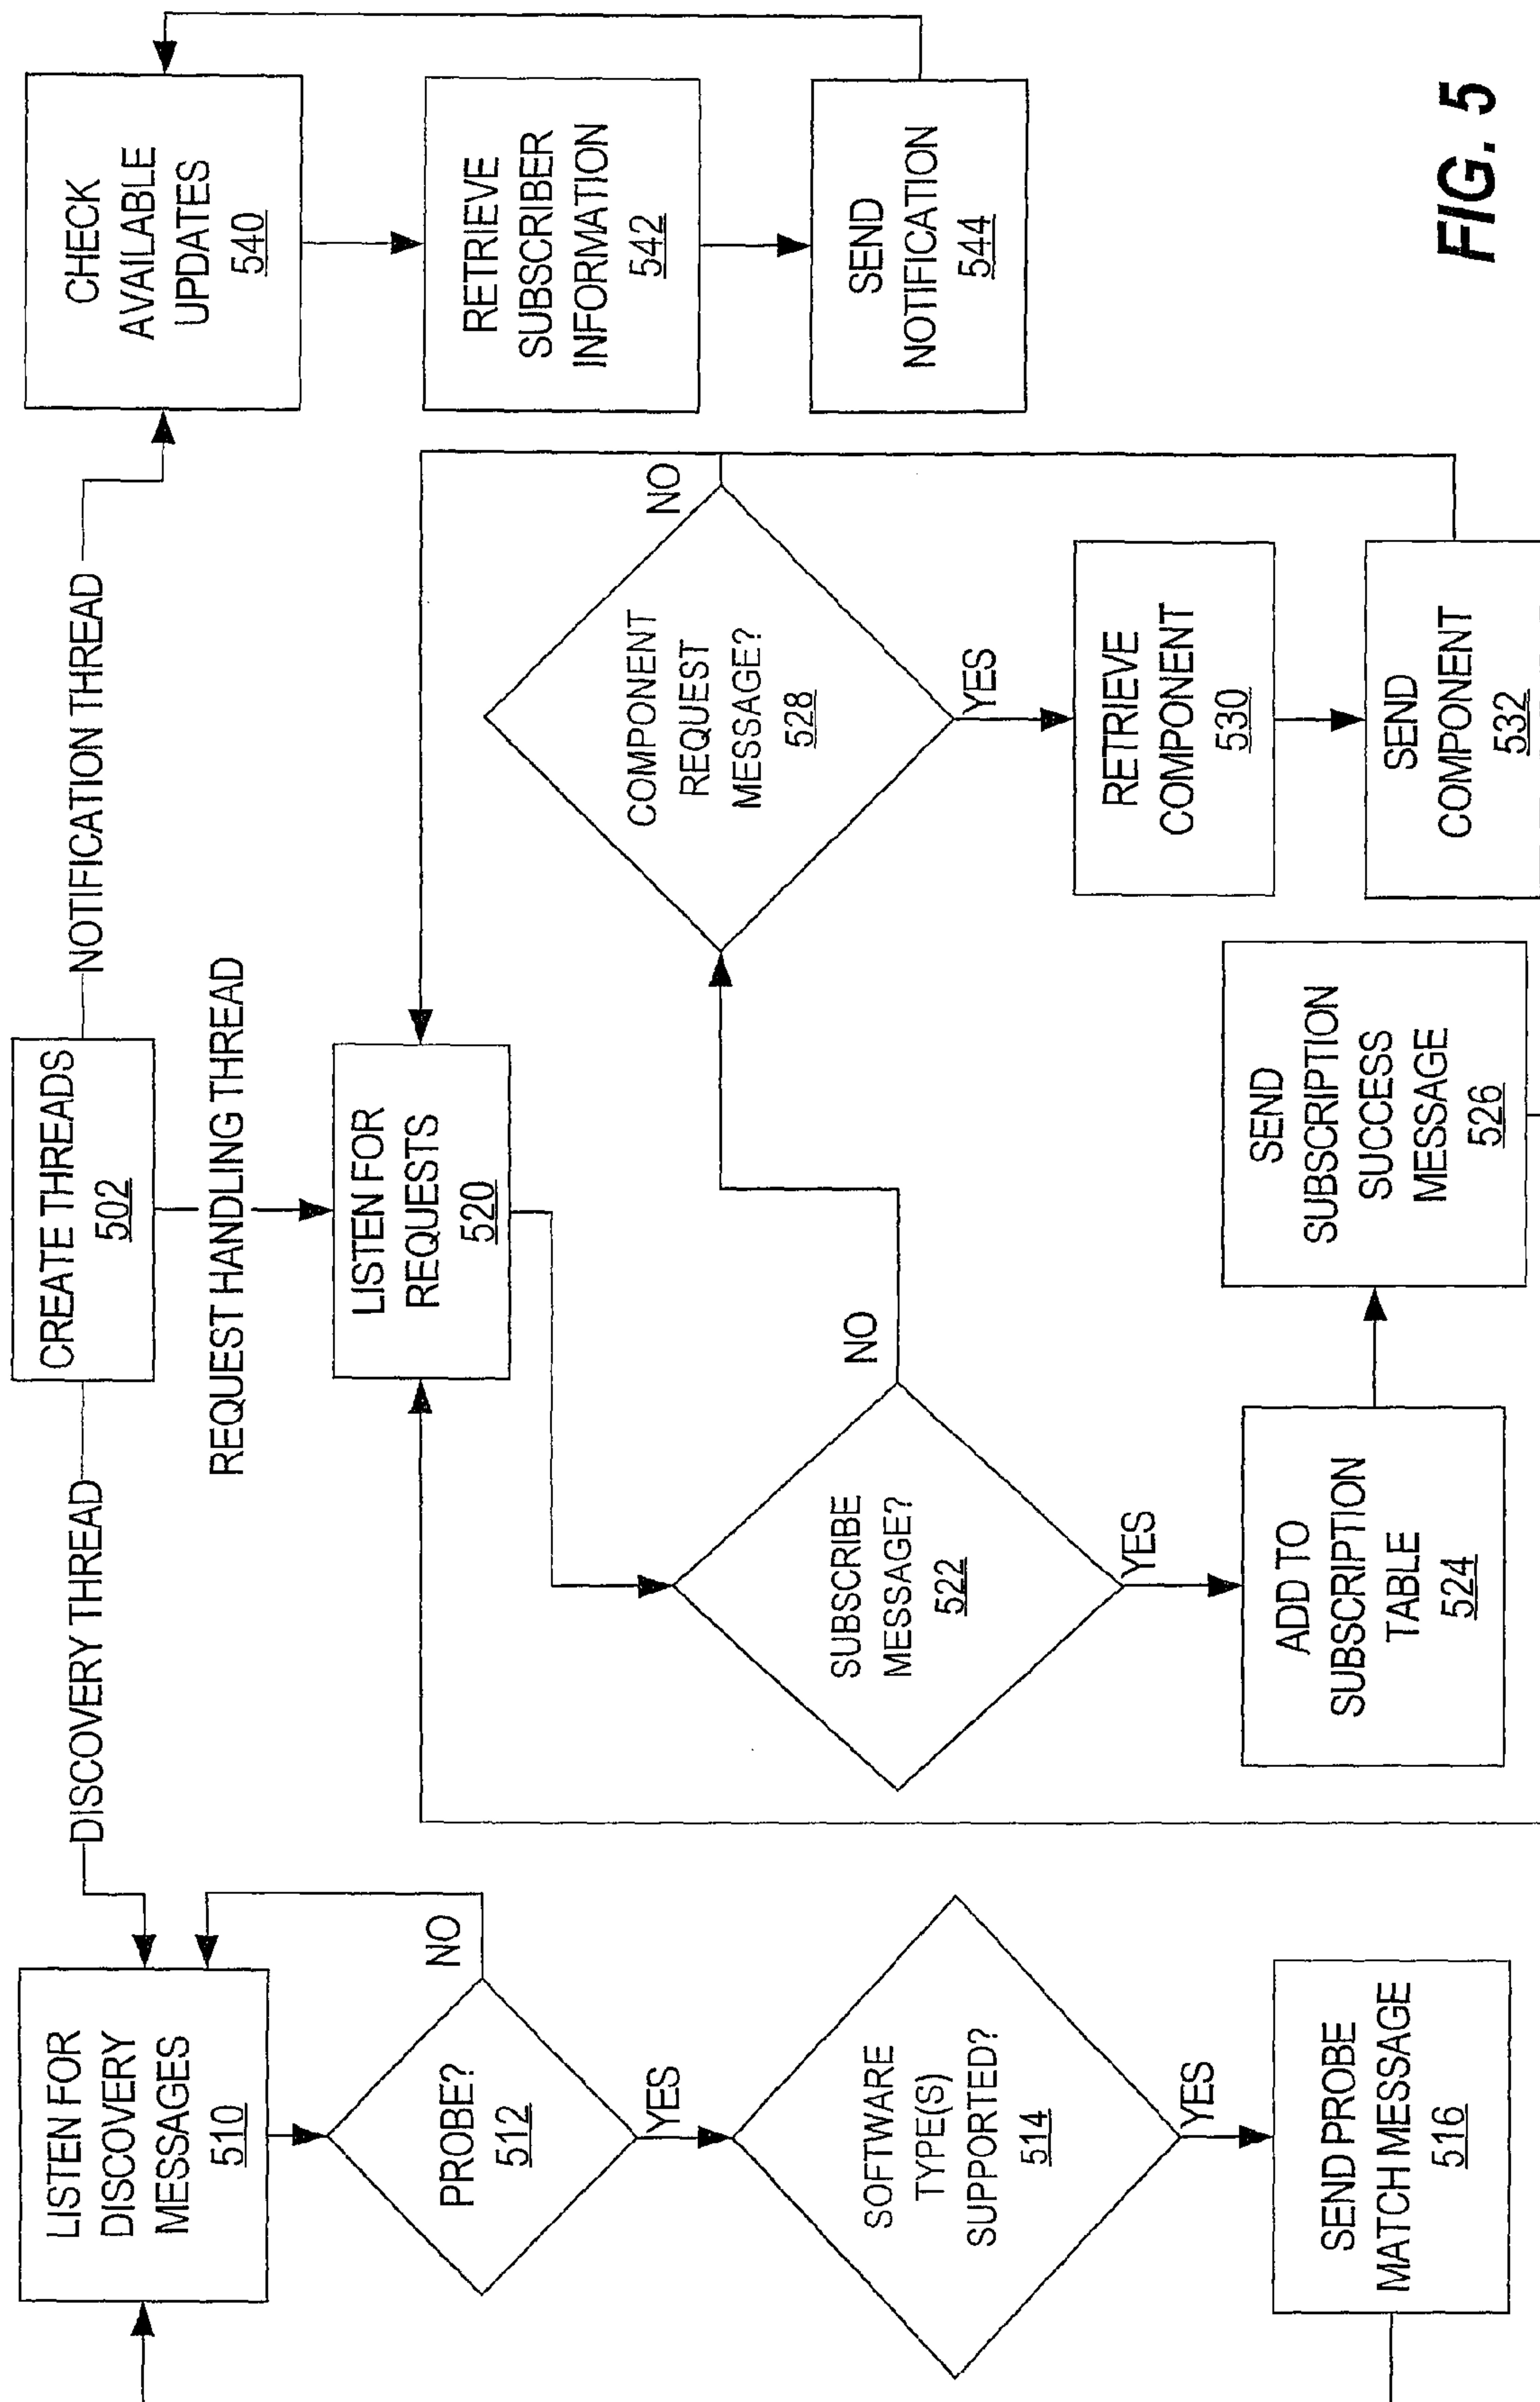 CREATE THREADS
502
DISCOVERY THREAD
REQUEST HANDLING THREAD
NOTIFICATION THREAD
LISTEN FOR
DISCOVERY
MESSAGES
510
PROBE?
512
NO
YES
SOFTWARE
TYPE(S)
SUPPORTED?
514
YES
SEND PROBE
MATCH MESSAGE
516
LISTEN FOR
REQUESTS
520
SUBSCRIBE
MESSAGE?
522
NO
YES
ADD TO
SUBSCRIPTION
TABLE
524
SEND
SUBSCRIPTION
SUCCESS
MESSAGE
526
COMPONENT
REQUEST
MESSAGE?
528
NO
YES
RETRIEVE
COMPONENT
530
SEND
COMPONENT
532
CHECK
AVAILABLE
UPDATES
540
RETRIEVE
SUBSCRIBER
INFORMATION
542
SEND
NOTIFICATION
544
FIG. 5